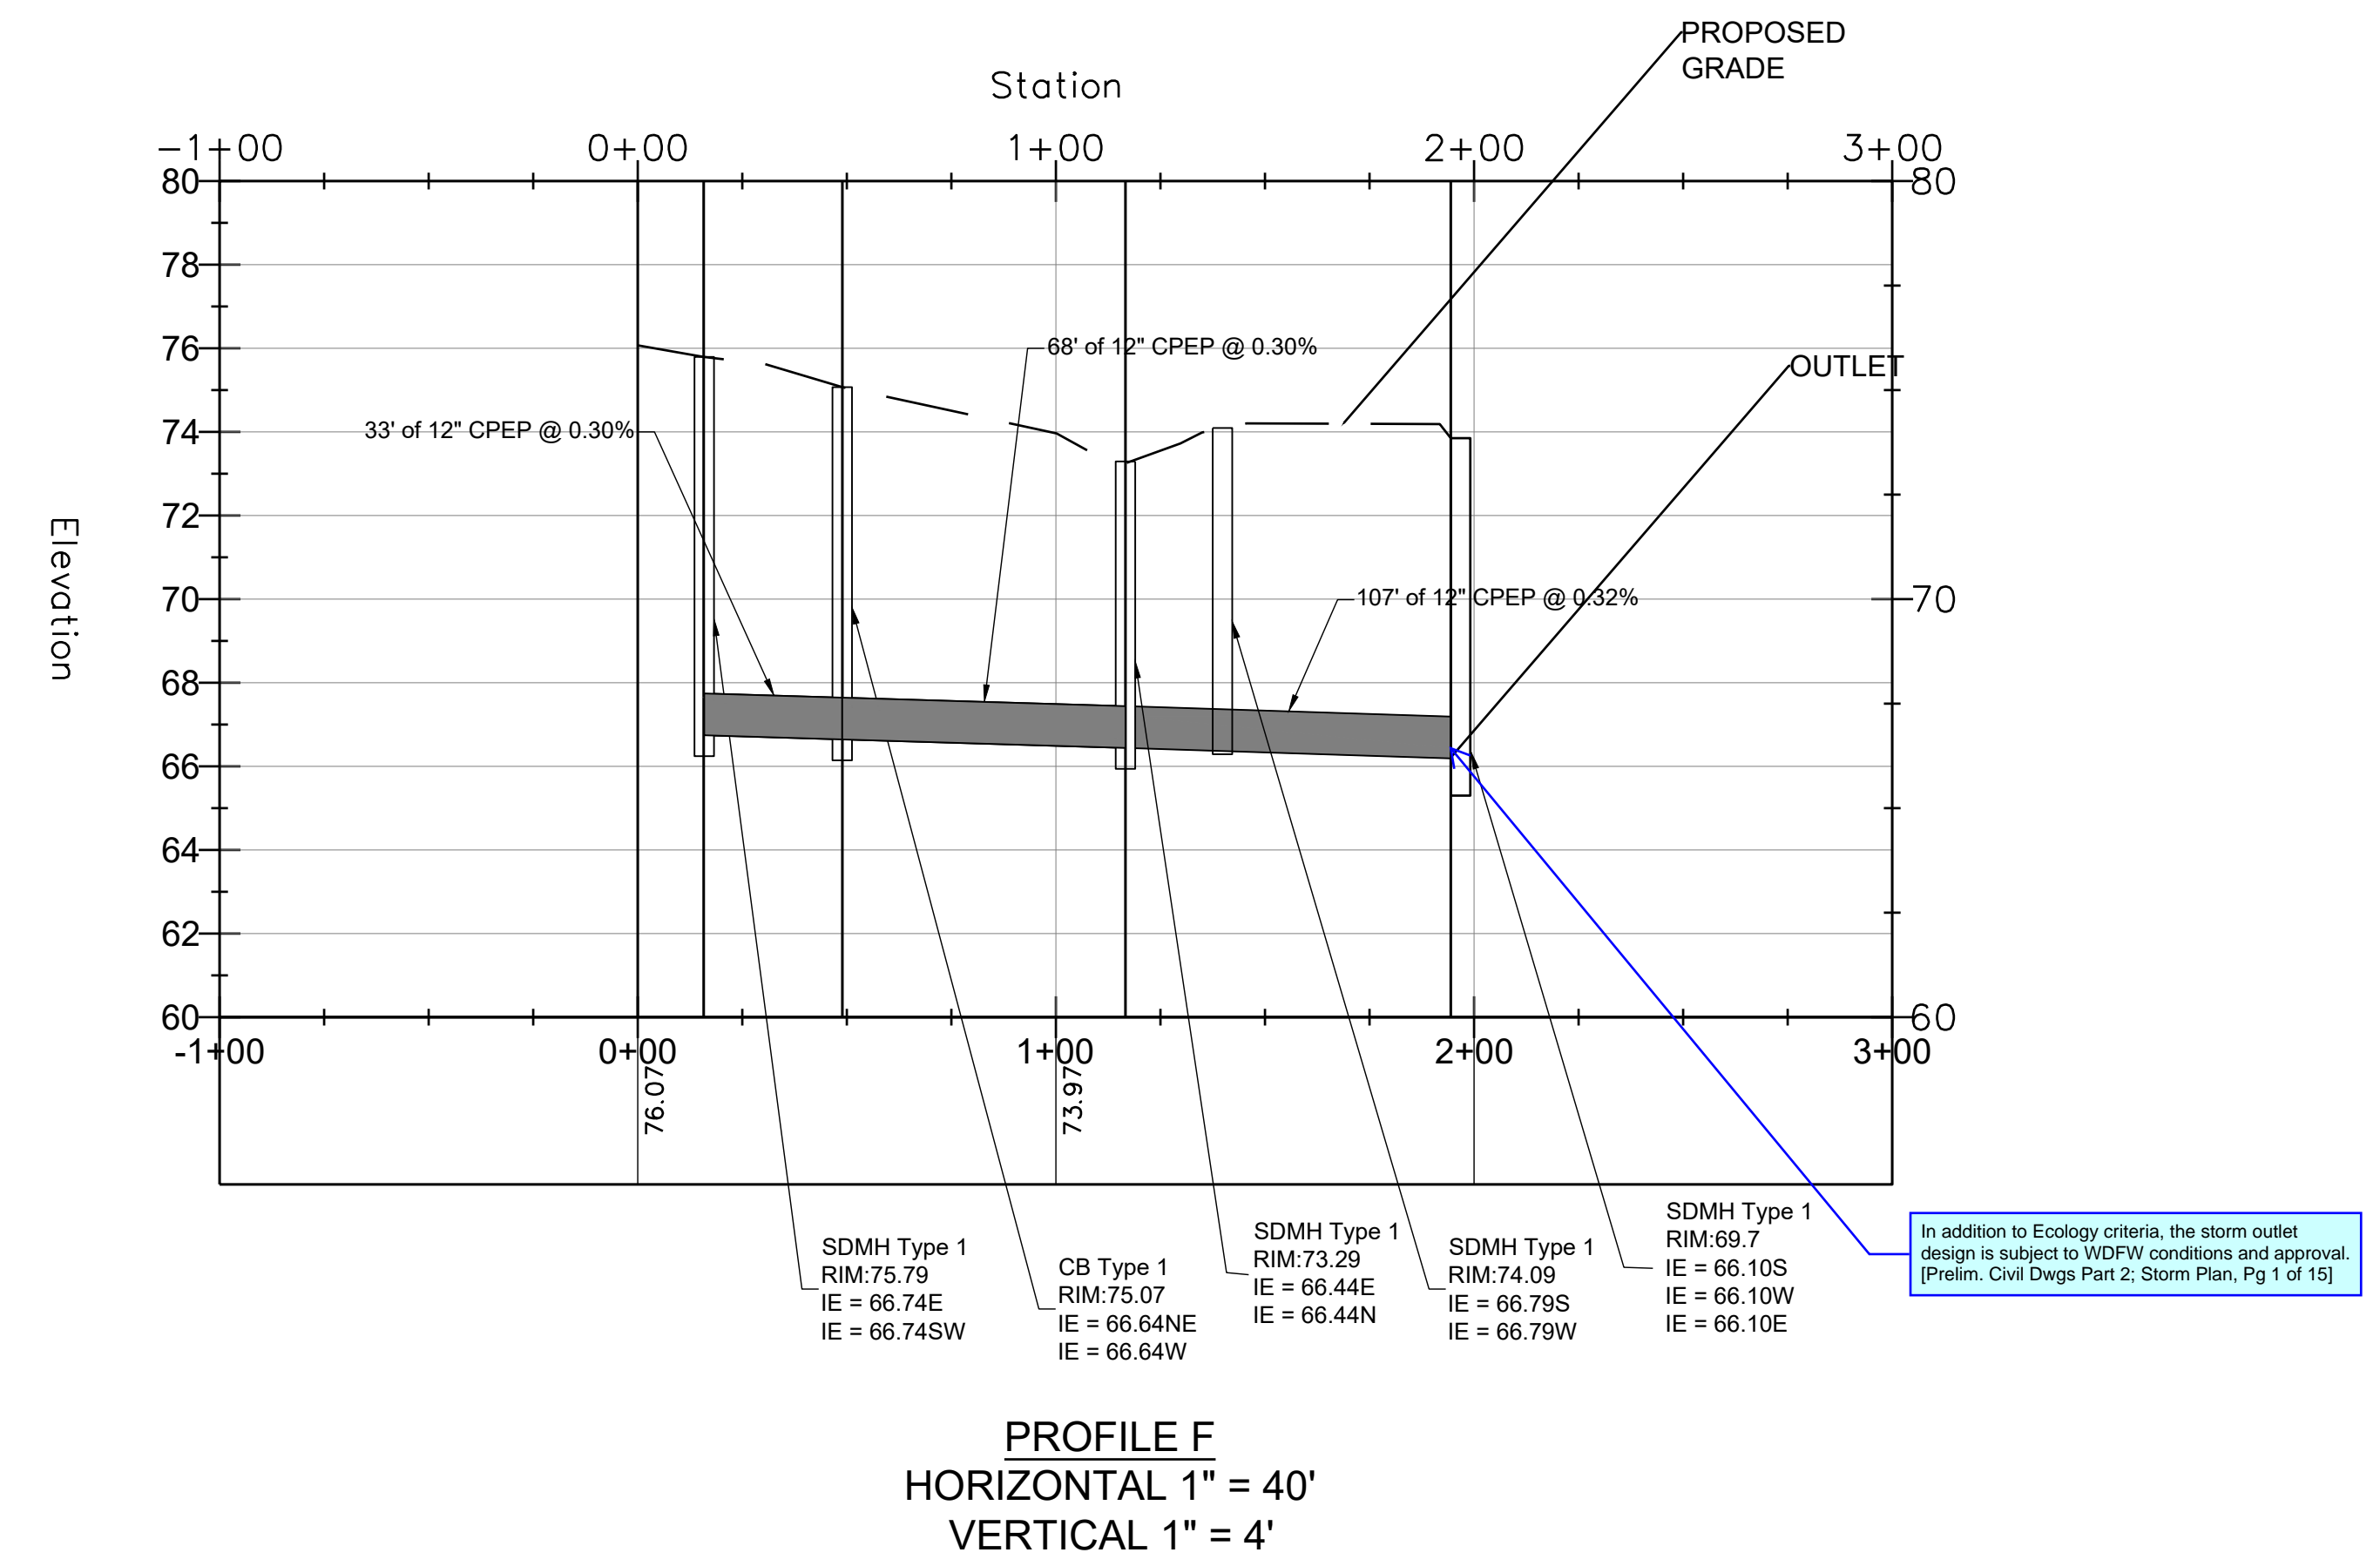 PROPOSED
GRADE
Station
−1+00 0+00 1+00 2+00 3+00
80 80
78
76
68' of 12" CPEP @ 0.30%
OUTLET
74
33' of 12" CPEP @ 0.30%
72
Elevation
70 70
107' of 12" CPEP @ 0.32%
68
66
64
62
60 60
-1+00 0+00 1+00 2+00 3+00
76.07
73.97
SDMH Type 1
RIM:75.79
IE = 66.74E
IE = 66.74SW
CB Type 1
RIM:75.07
IE = 66.64NE
IE = 66.64W
SDMH Type 1
RIM:73.29
IE = 66.44E
IE = 66.44N
SDMH Type 1
RIM:74.09
IE = 66.79S
IE = 66.79W
SDMH Type 1
RIM:69.7
IE = 66.10S
IE = 66.10W
IE = 66.10E
In addition to Ecology criteria, the storm outlet
design is subject to WDFW conditions and approval.
[Prelim. Civil Dwgs Part 2; Storm Plan, Pg 1 of 15]
PROFILE F
HORIZONTAL 1" = 40'
VERTICAL 1" = 4'